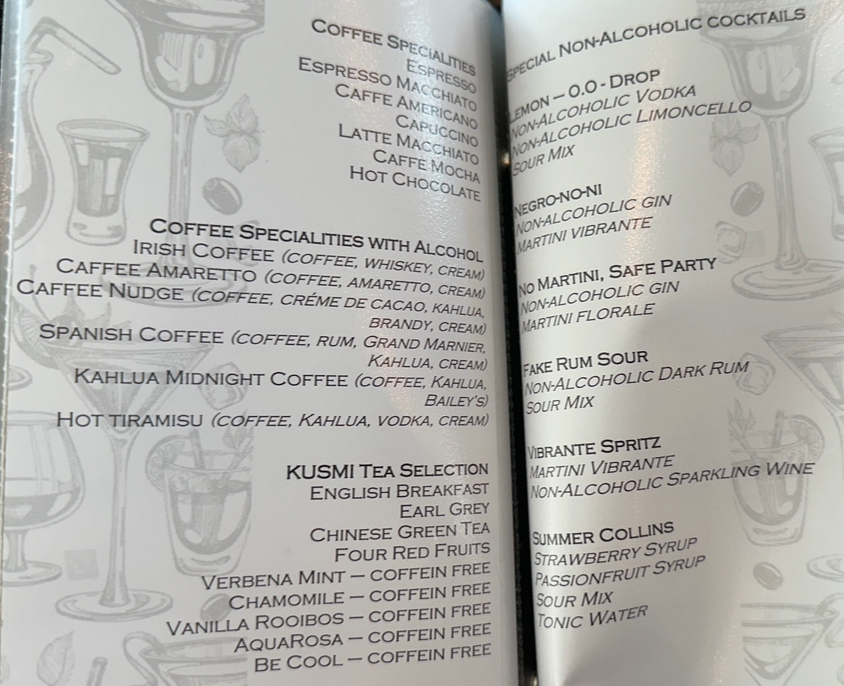 COFFEE SPECIALITIES
ESPRESSO
ESPRESSO MACCHIATO
CAFFE AMERICANO
CAPUCCINO
LATTE MACCHIATO
CAFFE MOCHA
HOT CHOCOLATE
COFFEE SPECIALITIES WITH ALCOHOL
IRISH COFFEE (COFFEE, WHISKEY, CREAM)
CAFFEE AMARETTO (COFFEE, AMARETTO, CREAM)
CAFFEE NUDGE (COFFEE, CRÉME DE CACAO, KAHLUA,
BRANDY, CREAM)
SPANISH COFFEE (COFFEE, RUM, GRAND MARNIER,
KAHLUA, CREAM)
KAHLUA MIDNIGHT COFFEE (COFFEE, KAHLUA,
BAILEY'S)
HOT TIRAMISU (COFFEE, KAHLUA, VODKA, CREAM)
KUSMI TEA SELECTION
ENGLISH BREAKFAST
EARL GREY
CHINESE GREEN TEA
FOUR RED FRUITS
VERBENA MINT – COFFEIN FREE
CHAMOMILE – COFFEIN FREE
VANILLA ROOIBOS – COFFEIN FREE
AQUAROSA – COFFEIN FREE
BE COOL – COFFEIN FREE
SPECIAL NON-ALCOHOLIC COCKTAILS
LEMON – 0.0 - DROP
NON-ALCOHOLIC VODKA
NON-ALCOHOLIC LIMONCELLO
SOUR MIX
NEGRO-NO-NI
NON-ALCOHOLIC GIN
MARTINI VIBRANTE
NO MARTINI, SAFE PARTY
NON-ALCOHOLIC GIN
MARTINI FLORALE
FAKE RUM SOUR
NON-ALCOHOLIC DARK RUM
SOUR MIX
VIBRANTE SPRITZ
MARTINI VIBRANTE
NON-ALCOHOLIC SPARKLING WINE
SUMMER COLLINS
STRAWBERRY SYRUP
PASSIONFRUIT SYRUP
SOUR MIX
TONIC WATER